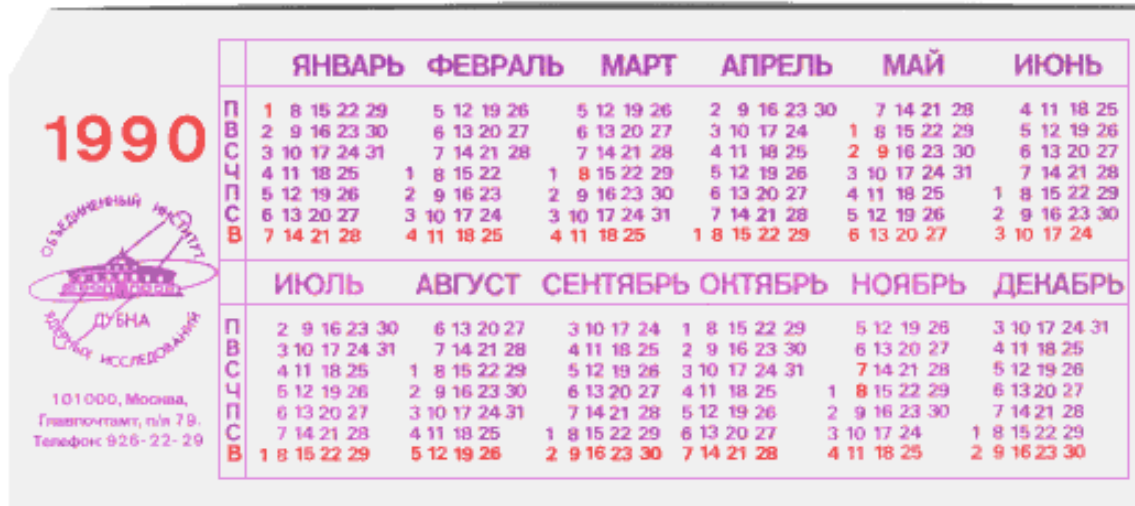 1990
ОБЪЕДИНЕННЫЙ ИНСТИТУТ
ЯДЕРНЫХ ИССЛЕДОВАНИЙ
ДУБНА
101000, Москва,
Главпочтамт, п/я 79.
Телефон: 926-22-29
ЯНВАРЬ ФЕВРАЛЬ МАРТ АПРЕЛЬ МАЙ ИЮНЬ
П 1 8 15 22 29 5 12 19 26 5 12 19 26 2 9 16 23 30 7 14 21 28 4 11 18 25
В 2 9 16 23 30 6 13 20 27 6 13 20 27 3 10 17 24 1 8 15 22 29 5 12 19 26
С 3 10 17 24 31 7 14 21 28 7 14 21 28 4 11 18 25 2 9 16 23 30 6 13 20 27
Ч 4 11 18 25 1 8 15 22 1 8 15 22 29 5 12 19 26 3 10 17 24 31 7 14 21 28
П 5 12 19 26 2 9 16 23 2 9 16 23 30 6 13 20 27 4 11 18 25 1 8 15 22 29
С 6 13 20 27 3 10 17 24 3 10 17 24 31 7 14 21 28 5 12 19 26 2 9 16 23 30
В 7 14 21 28 4 11 18 25 4 11 18 25 1 8 15 22 29 6 13 20 27 3 10 17 24
ИЮЛЬ АВГУСТ СЕНТЯБРЬ ОКТЯБРЬ НОЯБРЬ ДЕКАБРЬ
П 2 9 16 23 30 6 13 20 27 3 10 17 24 1 8 15 22 29 5 12 19 26 3 10 17 24 31
В 3 10 17 24 31 7 14 21 28 4 11 18 25 2 9 16 23 30 6 13 20 27 4 11 18 25
С 4 11 18 25 1 8 15 22 29 5 12 19 26 3 10 17 24 31 7 14 21 28 5 12 19 26
Ч 5 12 19 26 2 9 16 23 30 6 13 20 27 4 11 18 25 1 8 15 22 29 6 13 20 27
П 6 13 20 27 3 10 17 24 31 7 14 21 28 5 12 19 26 2 9 16 23 30 7 14 21 28
С 7 14 21 28 4 11 18 25 1 8 15 22 29 6 13 20 27 3 10 17 24 1 8 15 22 29
В 1 8 15 22 29 5 12 19 26 2 9 16 23 30 7 14 21 28 4 11 18 25 2 9 16 23 30